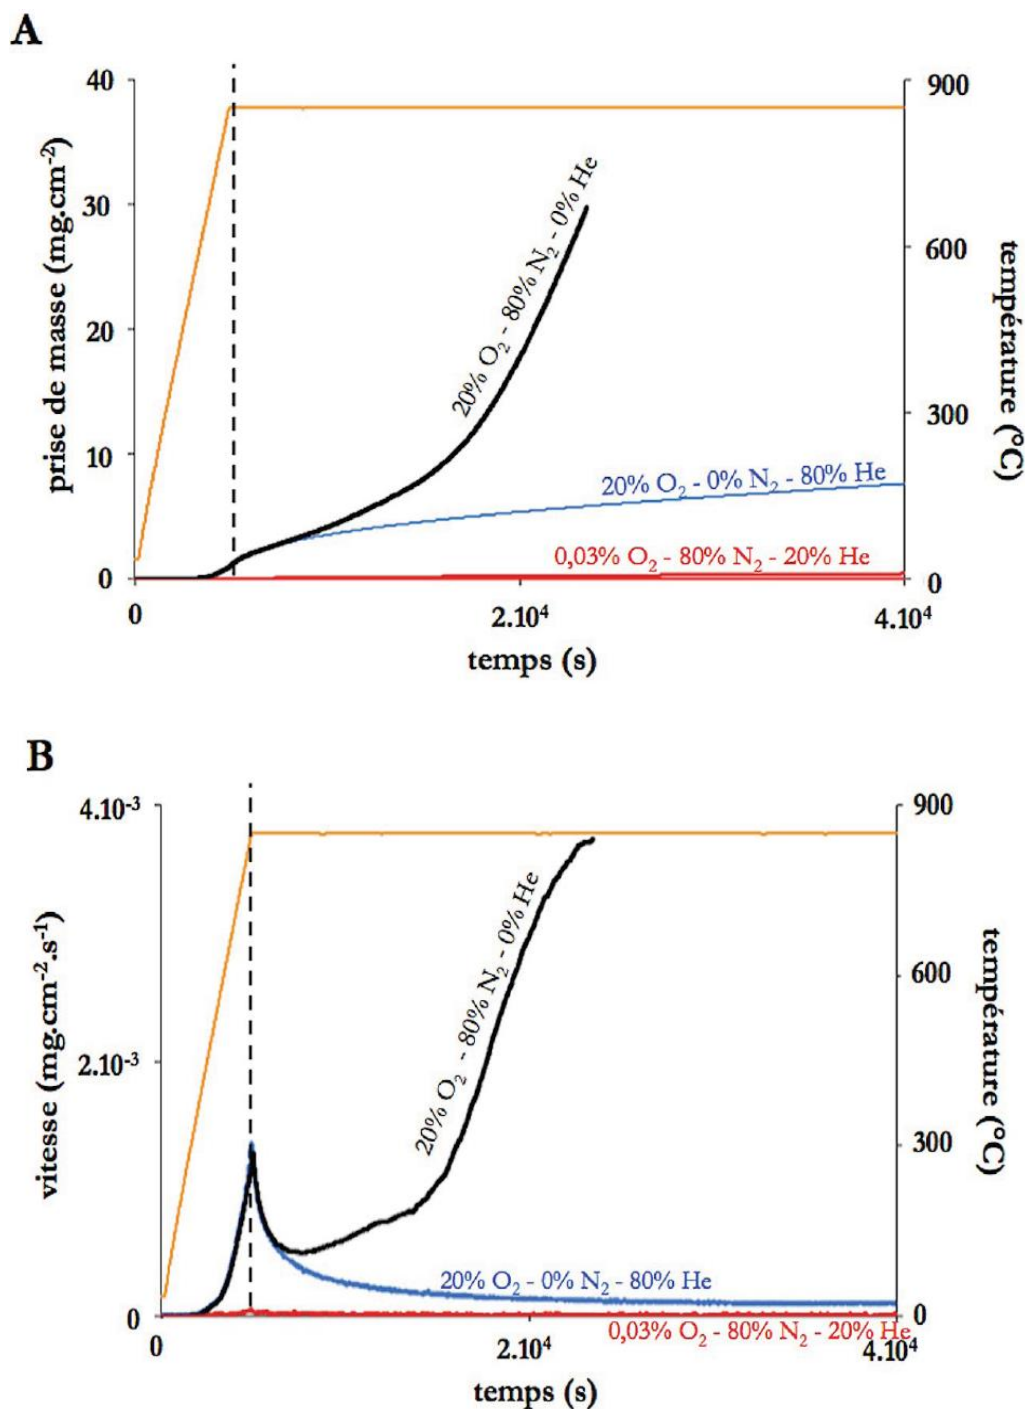 A
40
30
20
10
0
prise de masse (mg.cm⁻²)
900
600
300
0
température (°C)
20% O₂ - 80% N₂ - 0% He
20% O₂ - 0% N₂ - 80% He
0,03% O₂ - 80% N₂ - 20% He
0
2.10⁴
4.10⁴
temps (s)
B
4.10⁻³
2.10⁻³
0
vitesse (mg.cm⁻².s⁻¹)
900
600
300
0
température (°C)
20% O₂ - 80% N₂ - 0% He
20% O₂ - 0% N₂ - 80% He
0,03% O₂ - 80% N₂ - 20% He
0
2.10⁴
4.10⁴
temps (s)